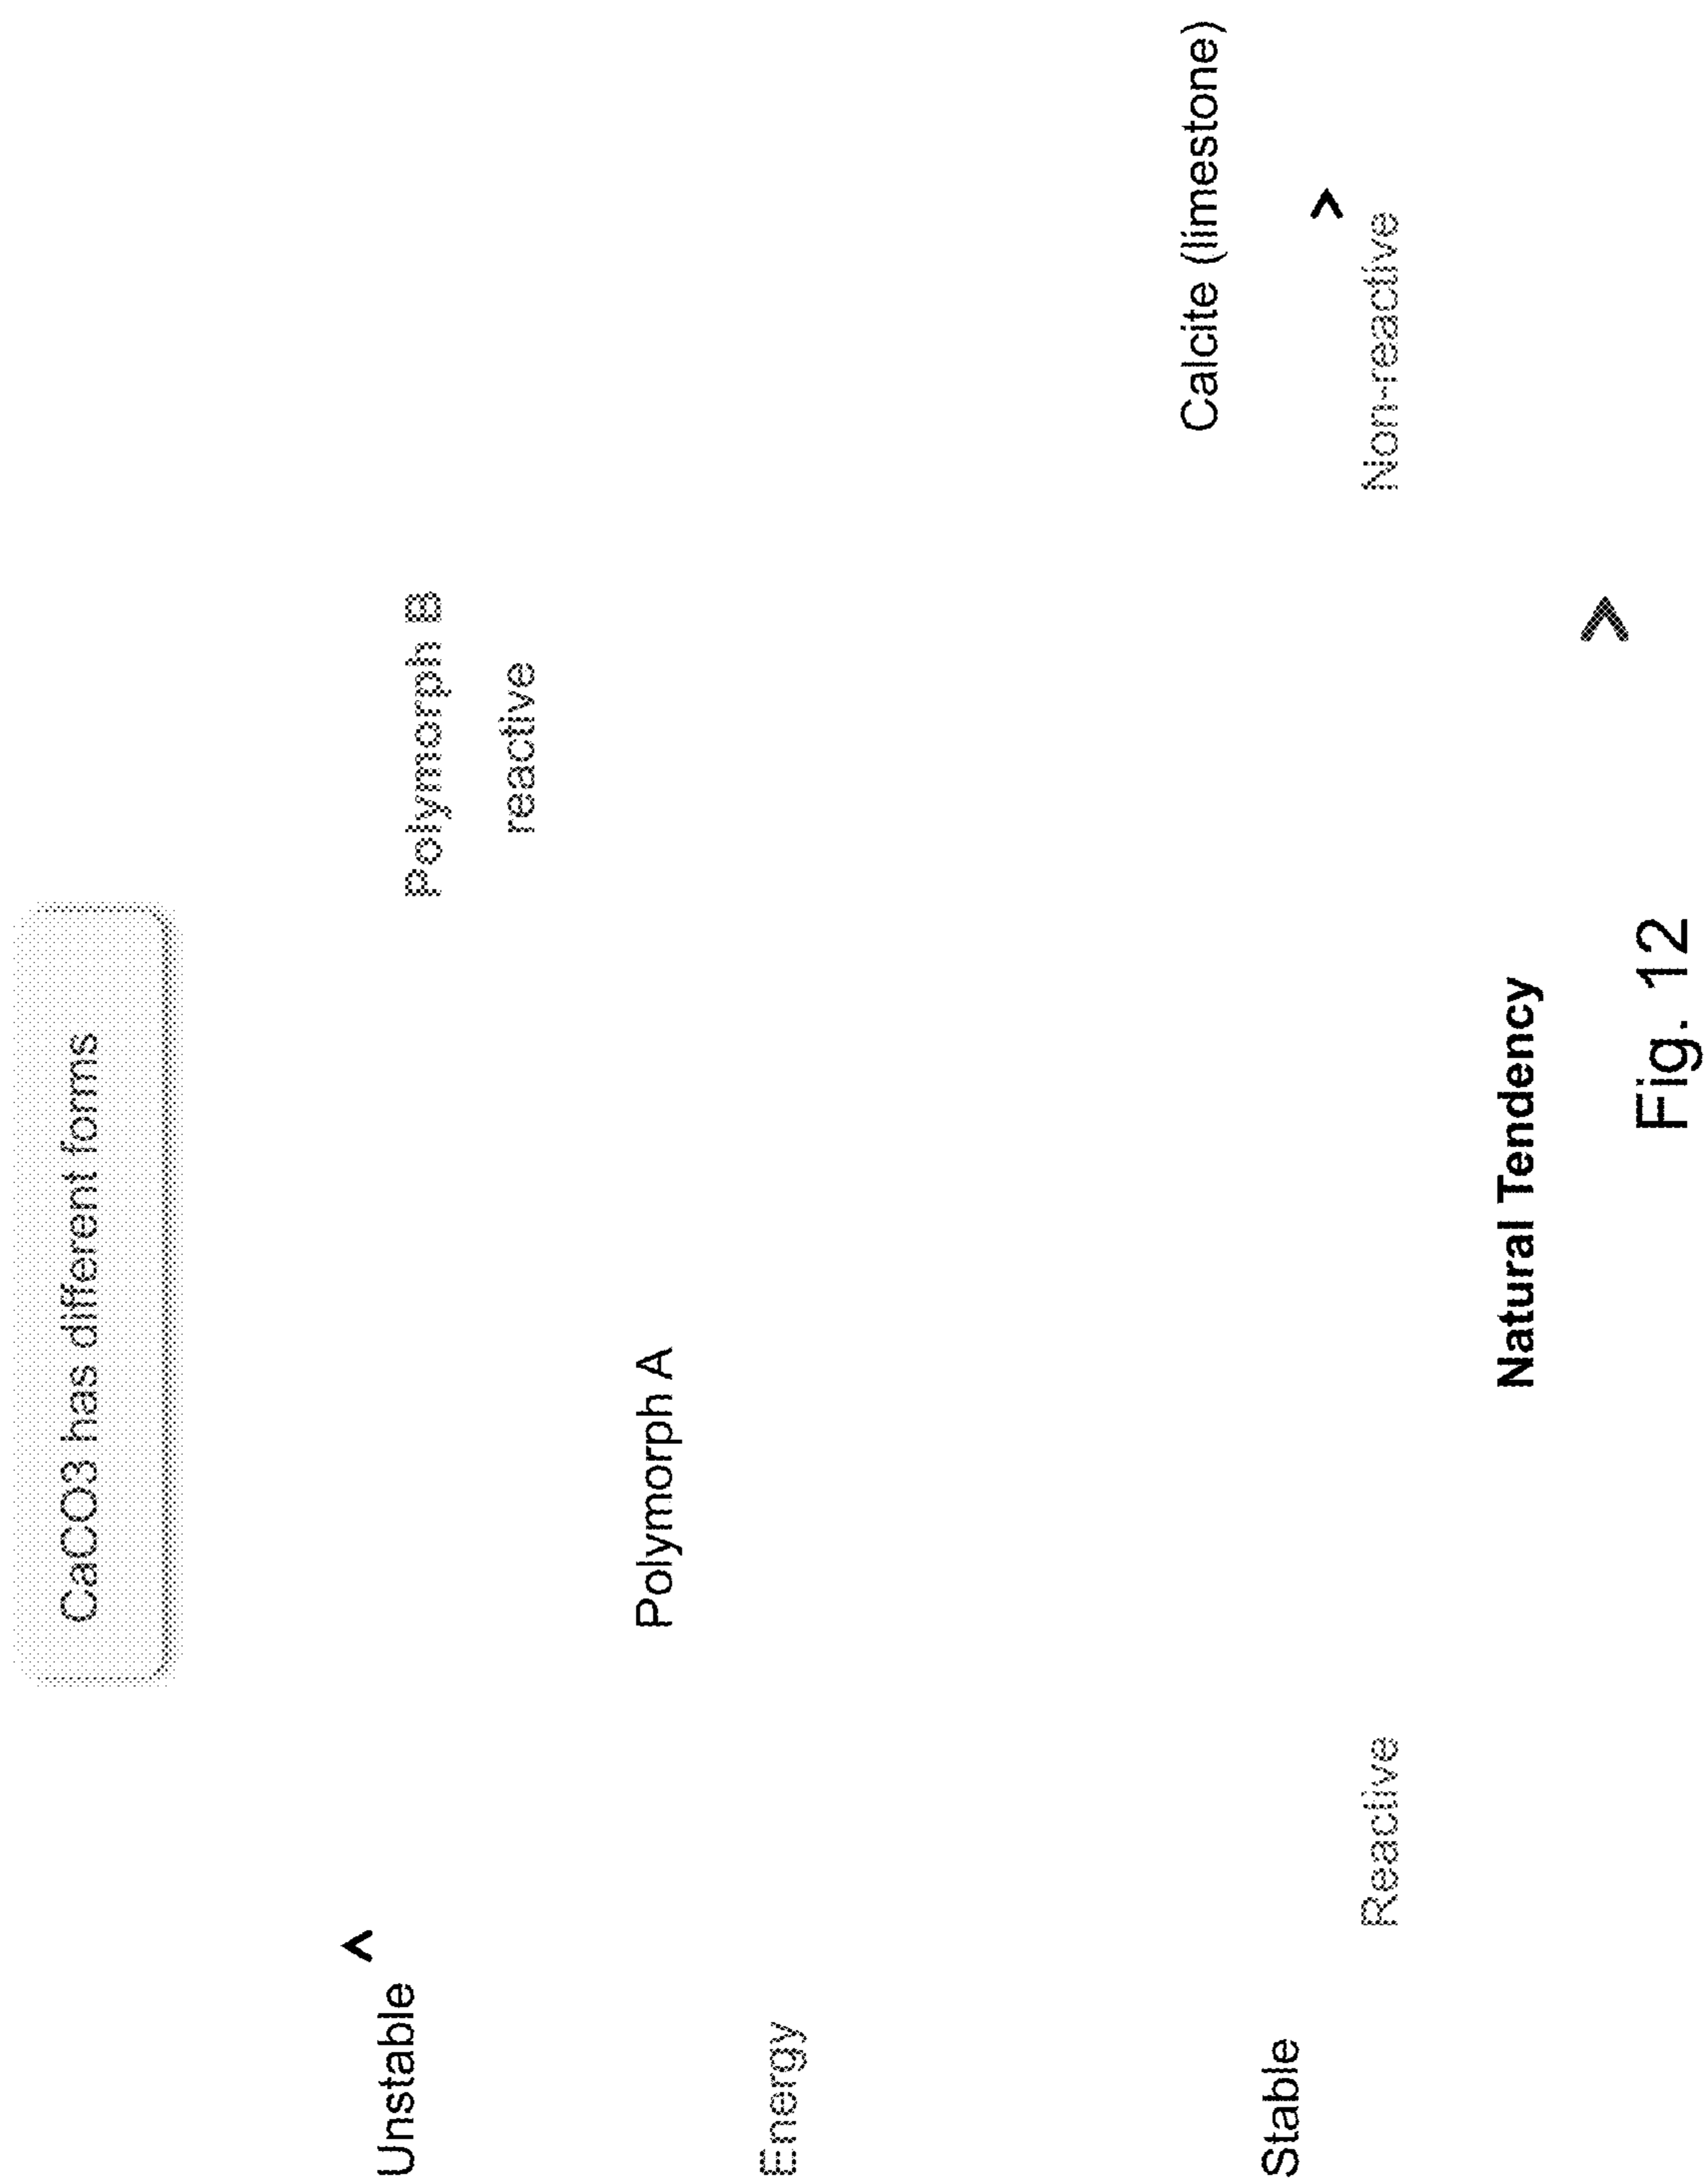 CaCO3 has different forms
Unstable
Polymorph B
reactive
Polymorph A
Energy
Calcite (limestone)
Stable
Reactive
Non-reactive
Natural Tendency
Fig. 12